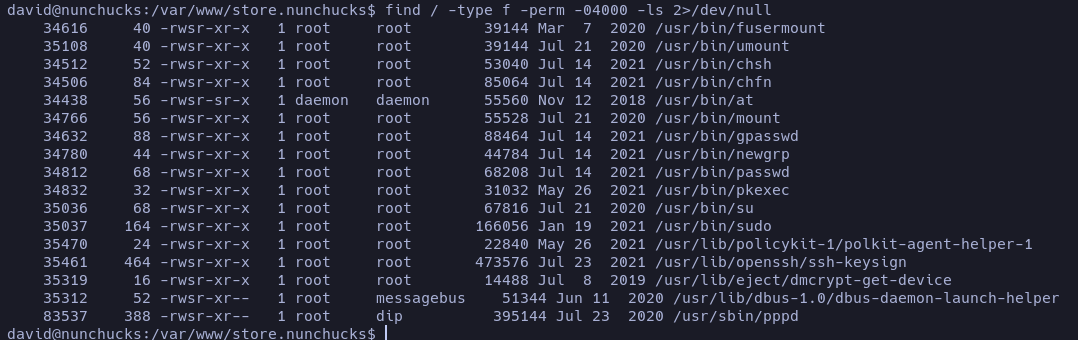 david@nunchucks:/var/www/store.nunchucks$ find / -type f -perm -04000 -ls 2>/dev/null
    34616     40 -rwsr-xr-x   1 root     root        39144 Mar  7  2020 /usr/bin/fusermount
    35108     40 -rwsr-xr-x   1 root     root        39144 Jul 21  2020 /usr/bin/umount
    34512     52 -rwsr-xr-x   1 root     root        53040 Jul 14  2021 /usr/bin/chsh
    34506     84 -rwsr-xr-x   1 root     root        85064 Jul 14  2021 /usr/bin/chfn
    34438     56 -rwsr-sr-x   1 daemon   daemon      55560 Nov 12  2018 /usr/bin/at
    34766     56 -rwsr-xr-x   1 root     root        55528 Jul 21  2020 /usr/bin/mount
    34632     88 -rwsr-xr-x   1 root     root        88464 Jul 14  2021 /usr/bin/gpasswd
    34780     44 -rwsr-xr-x   1 root     root        44784 Jul 14  2021 /usr/bin/newgrp
    34812     68 -rwsr-xr-x   1 root     root        68208 Jul 14  2021 /usr/bin/passwd
    34832     32 -rwsr-xr-x   1 root     root        31032 May 26  2021 /usr/bin/pkexec
    35036     68 -rwsr-xr-x   1 root     root        67816 Jul 21  2020 /usr/bin/su
    35037    164 -rwsr-xr-x   1 root     root       166056 Jan 19  2021 /usr/bin/sudo
    35470     24 -rwsr-xr-x   1 root     root        22840 May 26  2021 /usr/lib/policykit-1/polkit-agent-helper-1
    35461    464 -rwsr-xr-x   1 root     root       473576 Jul 23  2021 /usr/lib/openssh/ssh-keysign
    35319     16 -rwsr-xr-x   1 root     root        14488 Jul  8  2019 /usr/lib/eject/dmcrypt-get-device
    35312     52 -rwsr-xr--   1 root     messagebus    51344 Jun 11  2020 /usr/lib/dbus-1.0/dbus-daemon-launch-helper
    83537    388 -rwsr-xr--   1 root     dip          395144 Jul 23  2020 /usr/sbin/pppd
david@nunchucks:/var/www/store.nunchucks$